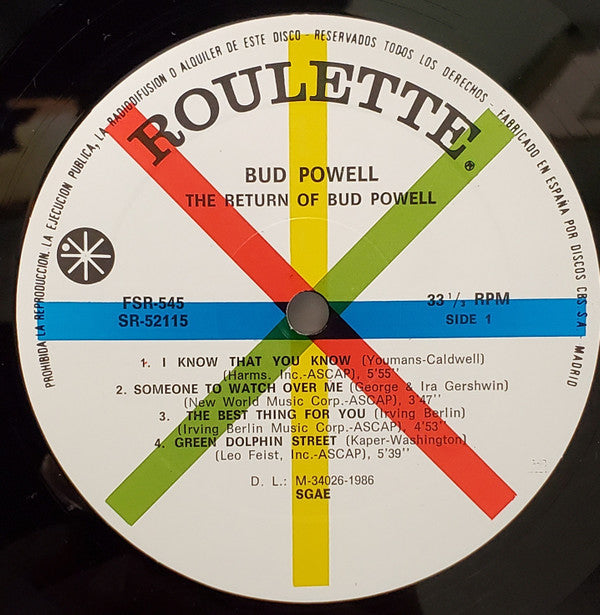 PROHIBIDA LA REPRODUCCION, LA EJECUCION PUBLICA, LA RADIODIFUSION O ALQUILER DE ESTE DISCO - RESERVADOS TODOS LOS DERECHOS - FABRICADO EN ESPAÑA POR DISCOS CBS S.A. - MADRID
ROULETTE®
BUD POWELL
THE RETURN OF BUD POWELL
FSR-545
SR-52115
33 1/3 RPM
SIDE 1
1. I KNOW THAT YOU KNOW (Youmans-Caldwell)
(Harms. Inc.-ASCAP), 5'55''
2. SOMEONE TO WATCH OVER ME (George & Ira Gershwin)
(New World Music Corp.-ASCAP), 3'47''
3. THE BEST THING FOR YOU (Irving Berlin)
(Irving Berlin Music Corp.-ASCAP), 4'53''
4. GREEN DOLPHIN STREET (Kaper-Washington)
(Leo Feist, Inc.-ASCAP), 5'39''
D. L.: M-34026-1986
SGAE